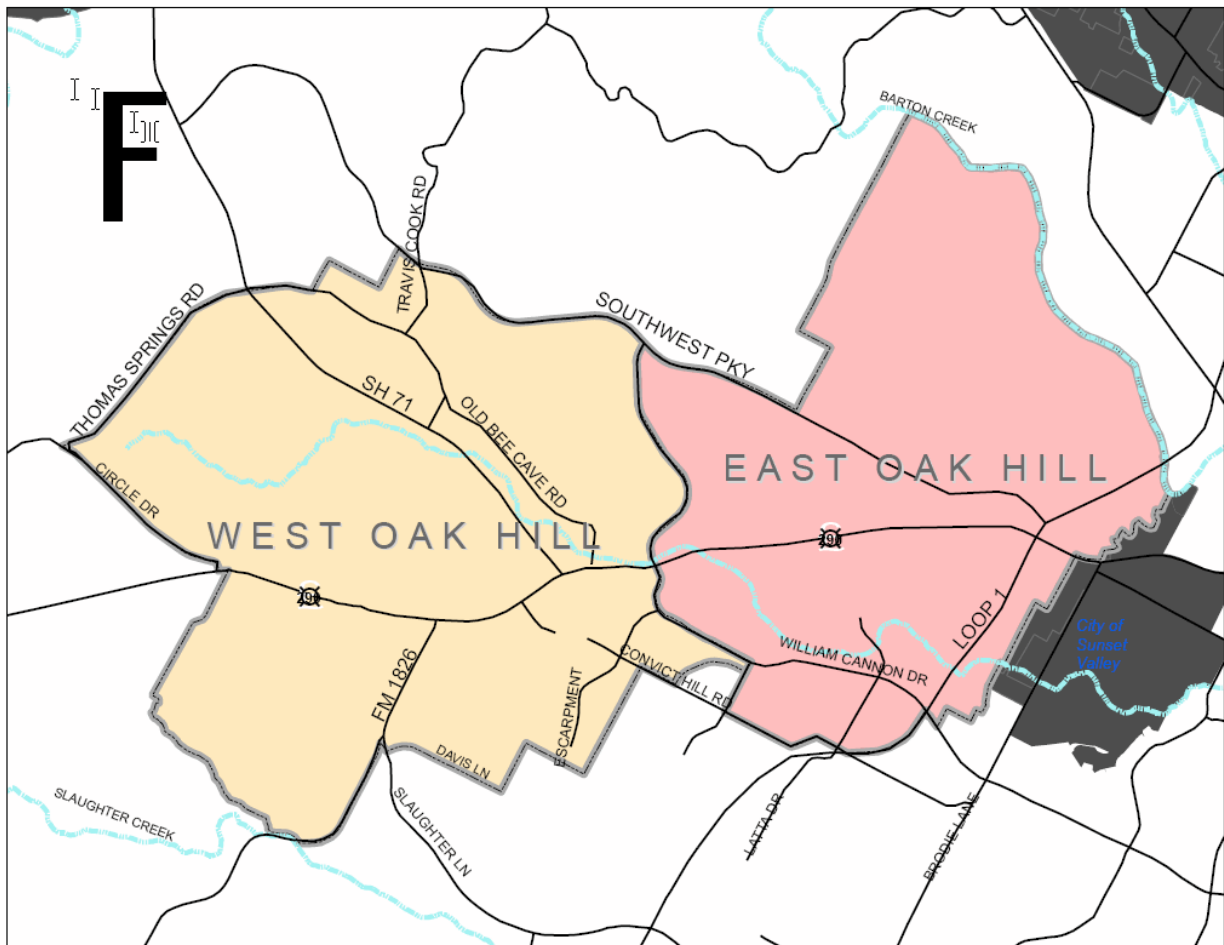 F
BARTON CREEK
TRAVIS COOK RD
THOMAS SPRINGS RD
SOUTHWEST PKY
SH 71
OLD BEE CAVE RD
EAST OAK HILL
CIRCLE DR
WEST OAK HILL
290
290
LOOP 1
City of
Sunset
Valley
WILLIAM CANNON DR
CONVICT HILL RD
FM 1826
ESCARPMENT
DAVIS LN
SLAUGHTER CREEK
SLAUGHTER LN
LATTA DR
BRODIE LANE